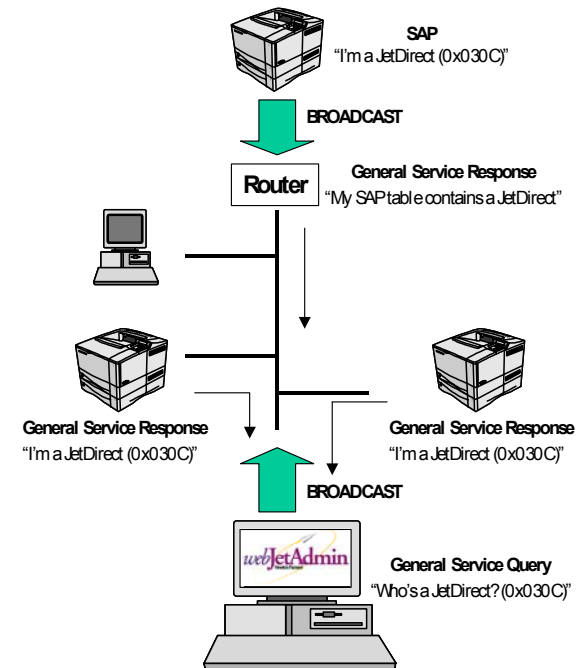 SAP
“I’m a JetDirect (0x030C)”
BROADCAST
Router
General Service Response
“My SAP table contains a JetDirect”
General Service Response
“I’m a JetDirect (0x030C)”
General Service Response
“I’m a JetDirect (0x030C)”
BROADCAST
webJetAdmin
General Service Query
“Who’s a JetDirect? (0x030C)”